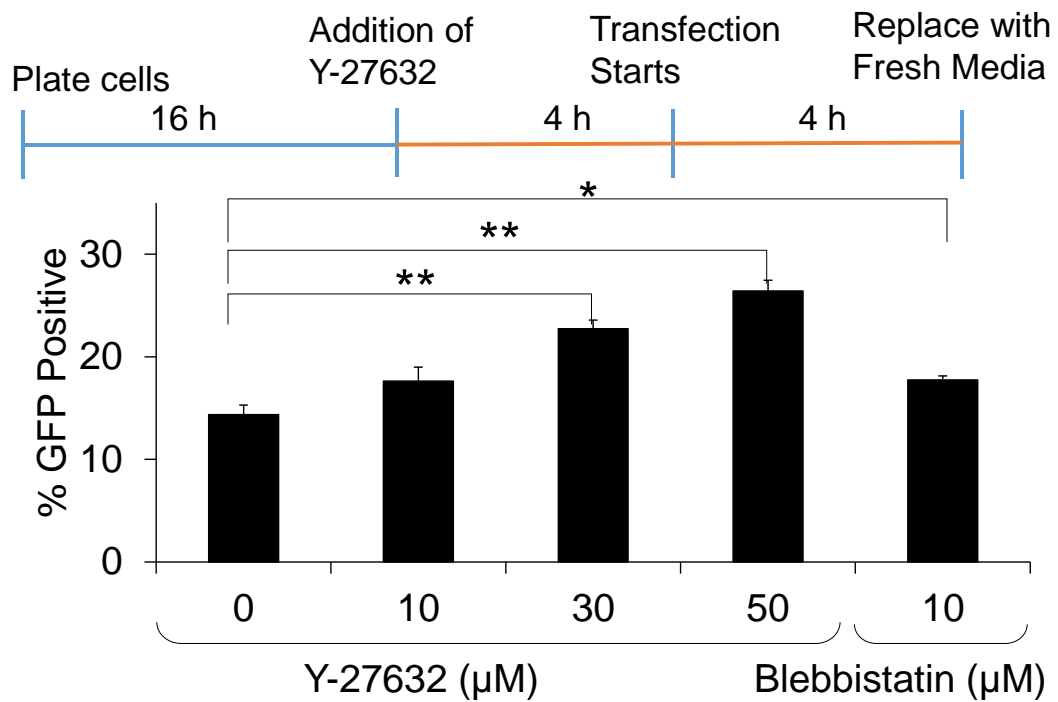 Plate cells
Addition of
Y-27632
Transfection
Starts
Replace with
Fresh Media
16 h
4 h
4 h
*
**
**
% GFP Positive
30
20
10
0
0
10
30
50
10
Y-27632 (μM)
Blebbistatin (μM)